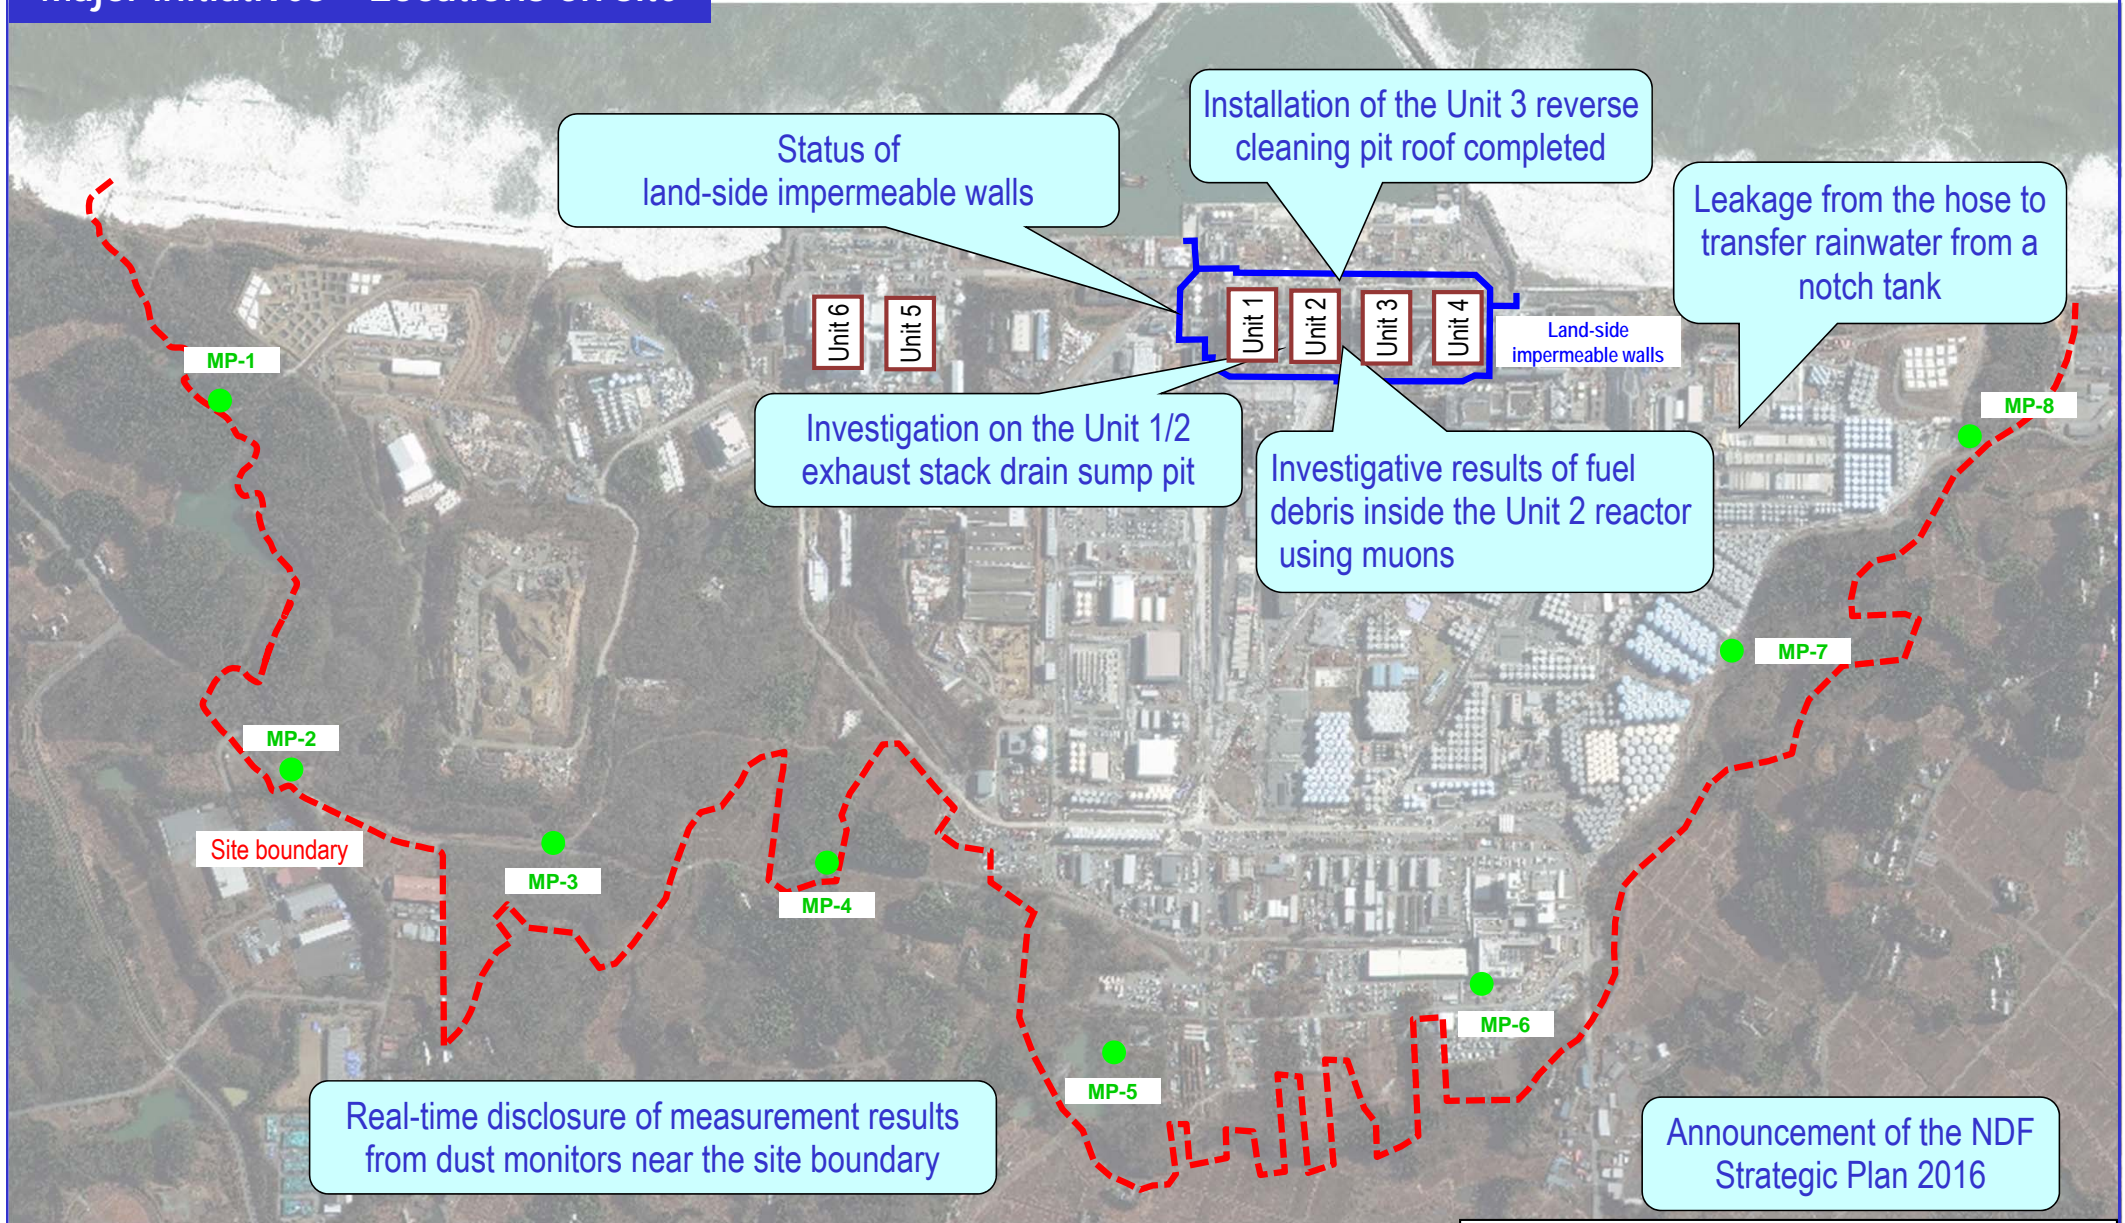 Major Initiatives – Locations on site
Status of
land-side impermeable walls
Installation of the Unit 3 reverse
cleaning pit roof completed
Leakage from the hose to
transfer rainwater from a
notch tank
Unit 6
Unit 5
Unit 1
Unit 2
Unit 3
Unit 4
Land-side
impermeable walls
MP-1
MP-8
Investigation on the Unit 1/2
exhaust stack drain sump pit
Investigative results of fuel
debris inside the Unit 2 reactor
using muons
MP-7
MP-2
Site boundary
MP-3
MP-4
MP-6
MP-5
Real-time disclosure of measurement results
from dust monitors near the site boundary
Announcement of the NDF
Strategic Plan 2016